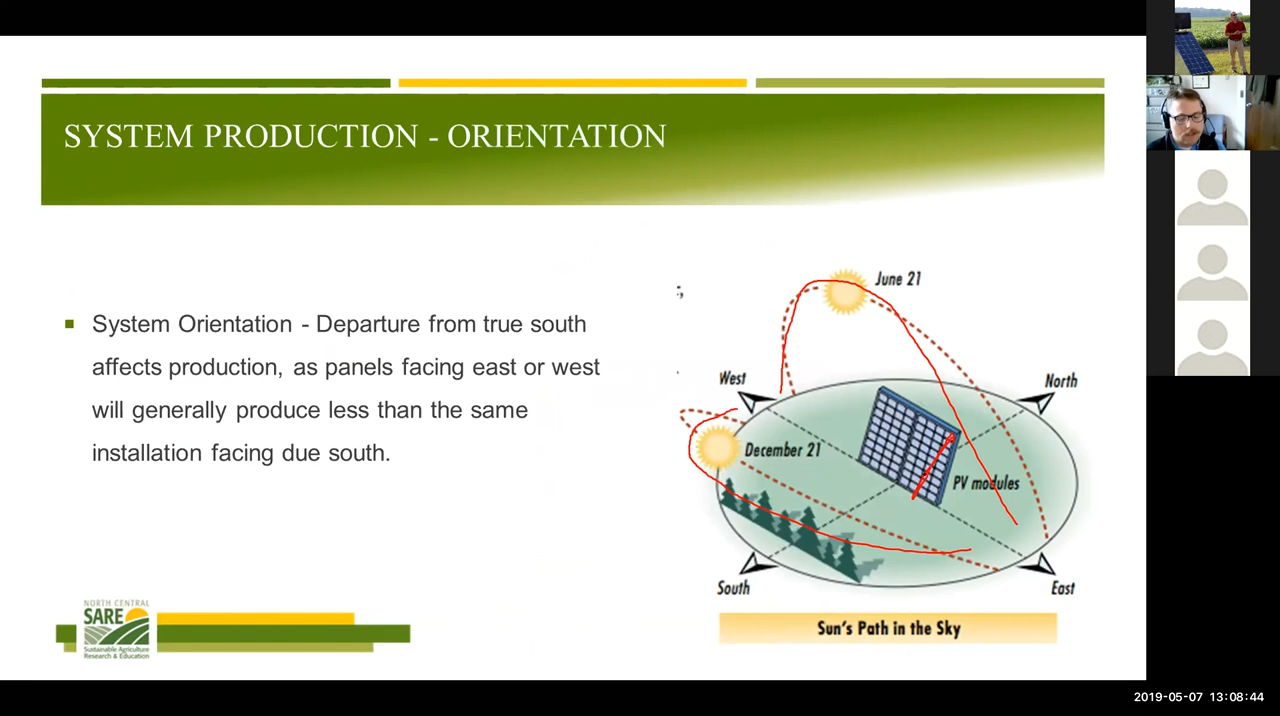 SYSTEM PRODUCTION - ORIENTATION
System Orientation - Departure from true south
affects production, as panels facing east or west
will generally produce less than the same
installation facing due south.
;
June 21
West
North
December 21
PV modules
South
East
Sun's Path in the Sky
NORTH CENTRAL
SARE
Sustainable Agriculture
Research & Education
2019-05-07 13:08:44